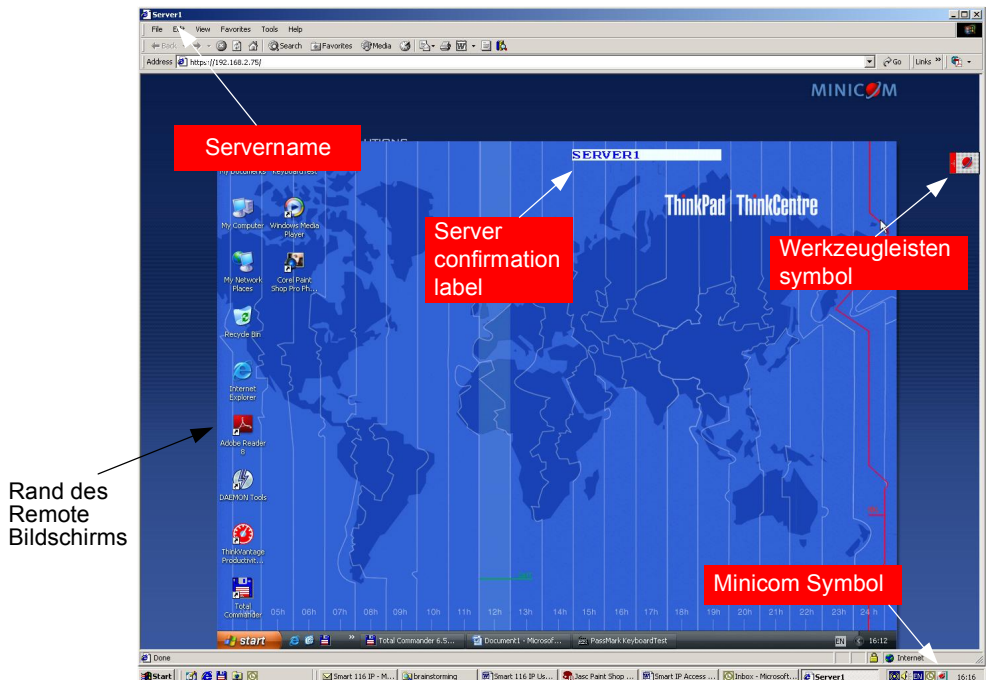 Server1
File Edit View Favorites Tools Help
Back Search Favorites Media
Address https://192.168.2.75/ Go Links »
MINICOM
Servername
SERVER1
My Documents KeyboardTest
ThinkPad ThinkCentre
My Computer Windows Media Player
Server
confirmation
label
Werkzeugleisten
symbol
My Network Places Corel Paint Shop Pro Ph...
Recycle Bin
Internet
Explorer
Adobe Reader
8
Rand des
Remote
Bildschirms
DAEMON Tools
ThinkVantage
Productivit...
Minicom Symbol
Total
Commander
05h 06h 07h 08h 09h 10h 11h 12h 13h 14h 15h 16h 17h 18h 19h 20h 21h 22h 23h 24 h
start » Total Commander 6.5... Document1 - Microsof... PassMark KeyboardTest EN 16:12
Done Internet
Start Smart 116 IP - M... brainstorming Smart 116 IP Us... Jasc Paint Shop ... Smart IP Access ... Inbox - Microsoft... Server1 EN 16:16